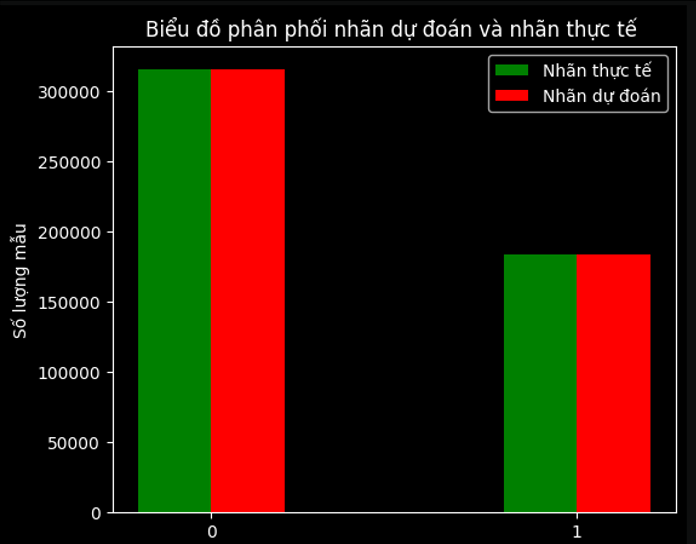 Biểu đồ phân phối nhãn dự đoán và nhãn thực tế
Nhãn thực tế
Nhãn dự đoán
Số lượng mẫu
300000
250000
200000
150000
100000
50000
0
0
1